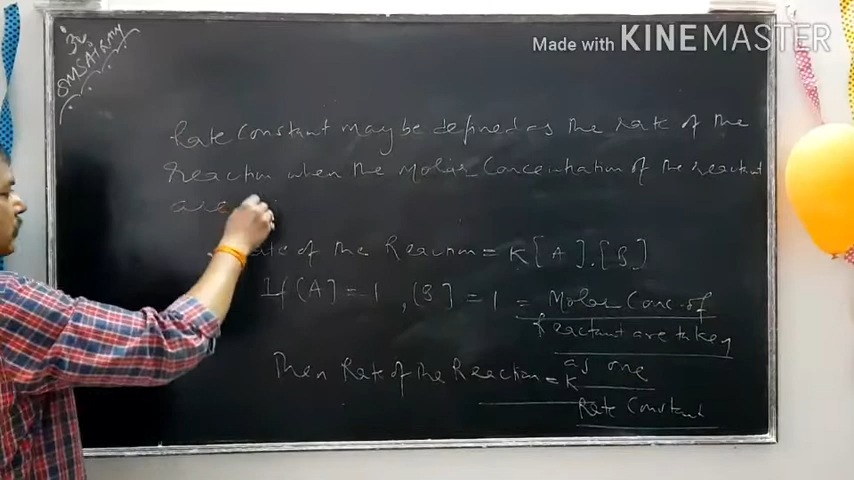 Made with KINEMASTER
Rate Constant may be defined as the rate of the
Reaction when the Molar Concentration of the reactant
are
Rate of the Reaction = K[A].[B]
If [A] = 1 , [B] = 1 = Molar Conc. of
Reactant are taken
as one
Then Rate of the Reaction = K
Rate Constant